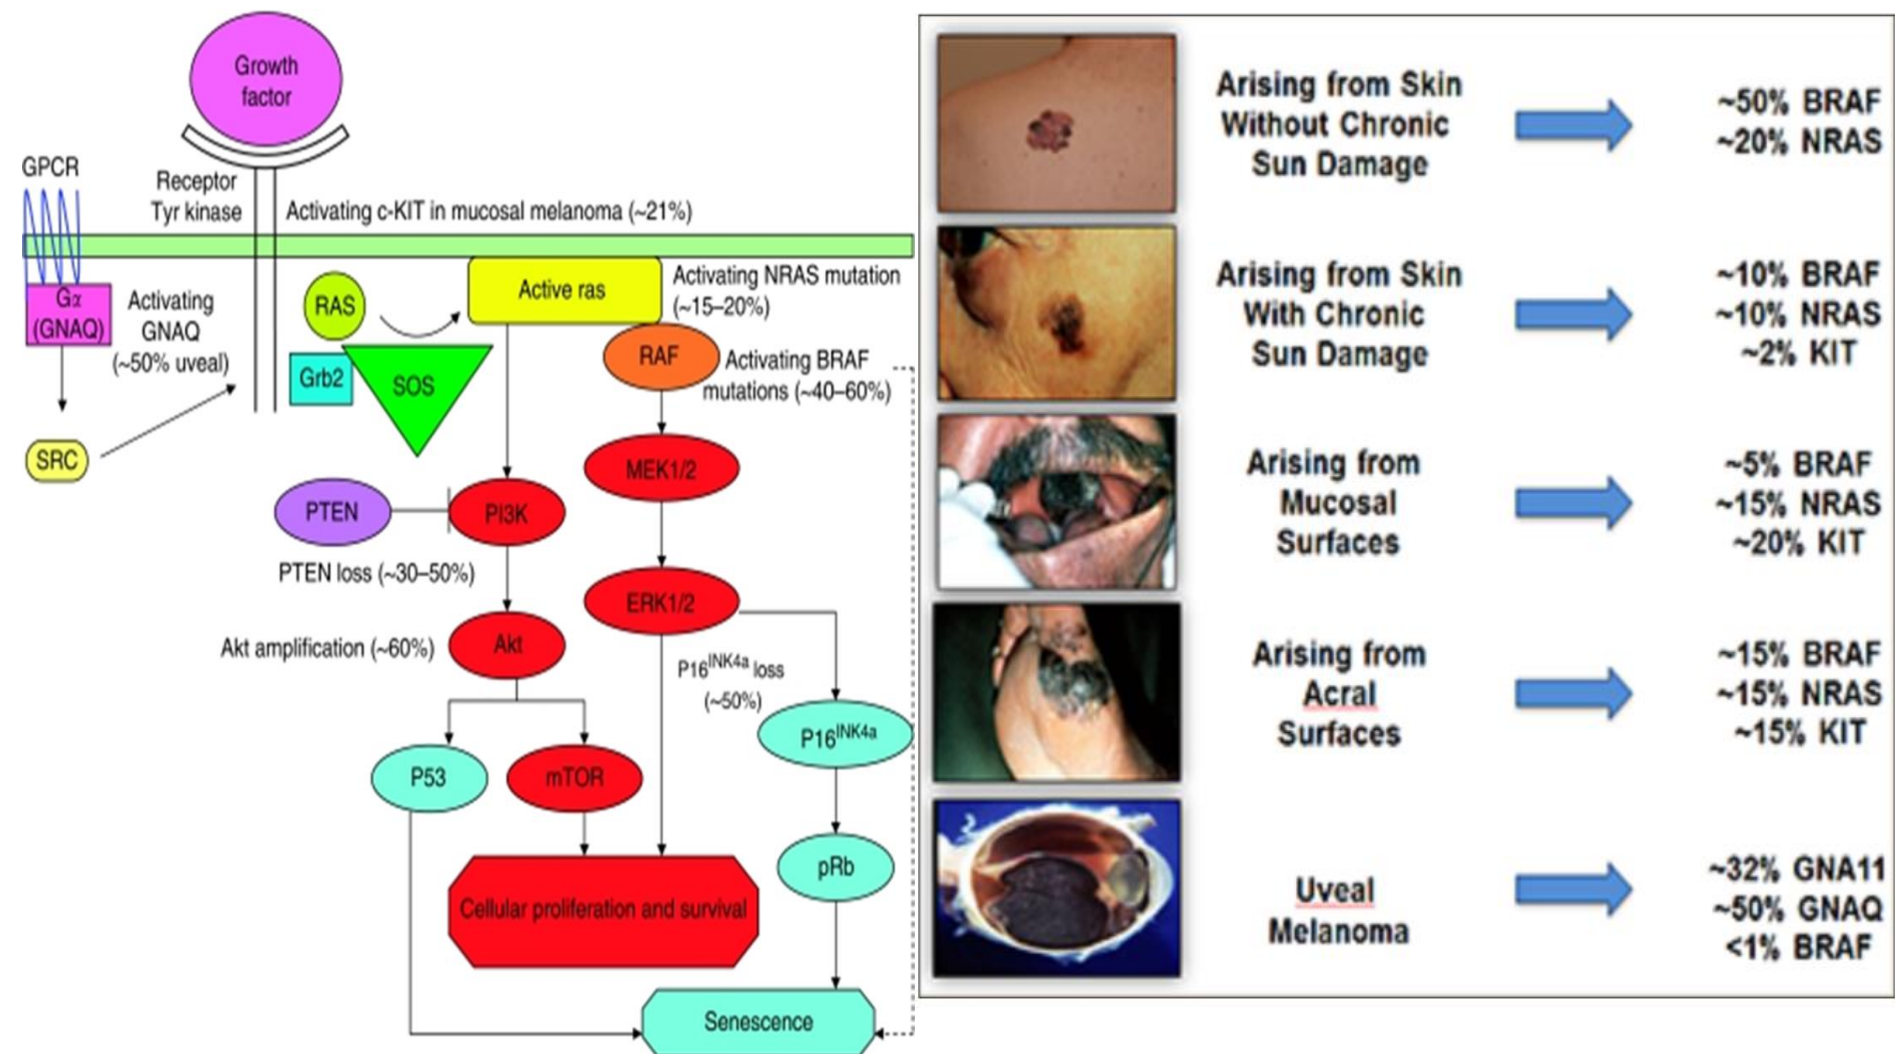 Growth
factor
GPCR
Receptor
Tyr kinase
Activating c-KIT in mucosal melanoma (~21%)
Gα
(GNAQ)
Activating
GNAQ
(~50% uveal)
RAS
Active ras
Activating NRAS mutation
(~15–20%)
Grb2
SOS
RAF
Activating BRAF
mutations (~40–60%)
SRC
MEK1/2
PTEN
PI3K
PTEN loss (~30–50%)
ERK1/2
Akt amplification (~60%)
Akt
P16INK4a loss
(~50%)
P16INK4a
P53
mTOR
pRb
Cellular proliferation and survival
Senescence
Arising from Skin
Without Chronic
Sun Damage
~50% BRAF
~20% NRAS
Arising from Skin
With Chronic
Sun Damage
~10% BRAF
~10% NRAS
~2% KIT
Arising from
Mucosal
Surfaces
~5% BRAF
~15% NRAS
~20% KIT
Arising from
Acral
Surfaces
~15% BRAF
~15% NRAS
~15% KIT
Uveal
Melanoma
~32% GNA11
~50% GNAQ
<1% BRAF